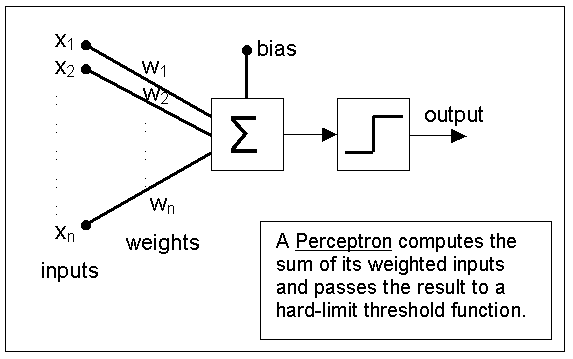 x1
x2
xn
inputs
w1
w2
wn
weights
bias
Σ
output
A Perceptron computes the
sum of its weighted inputs
and passes the result to a
hard-limit threshold function.